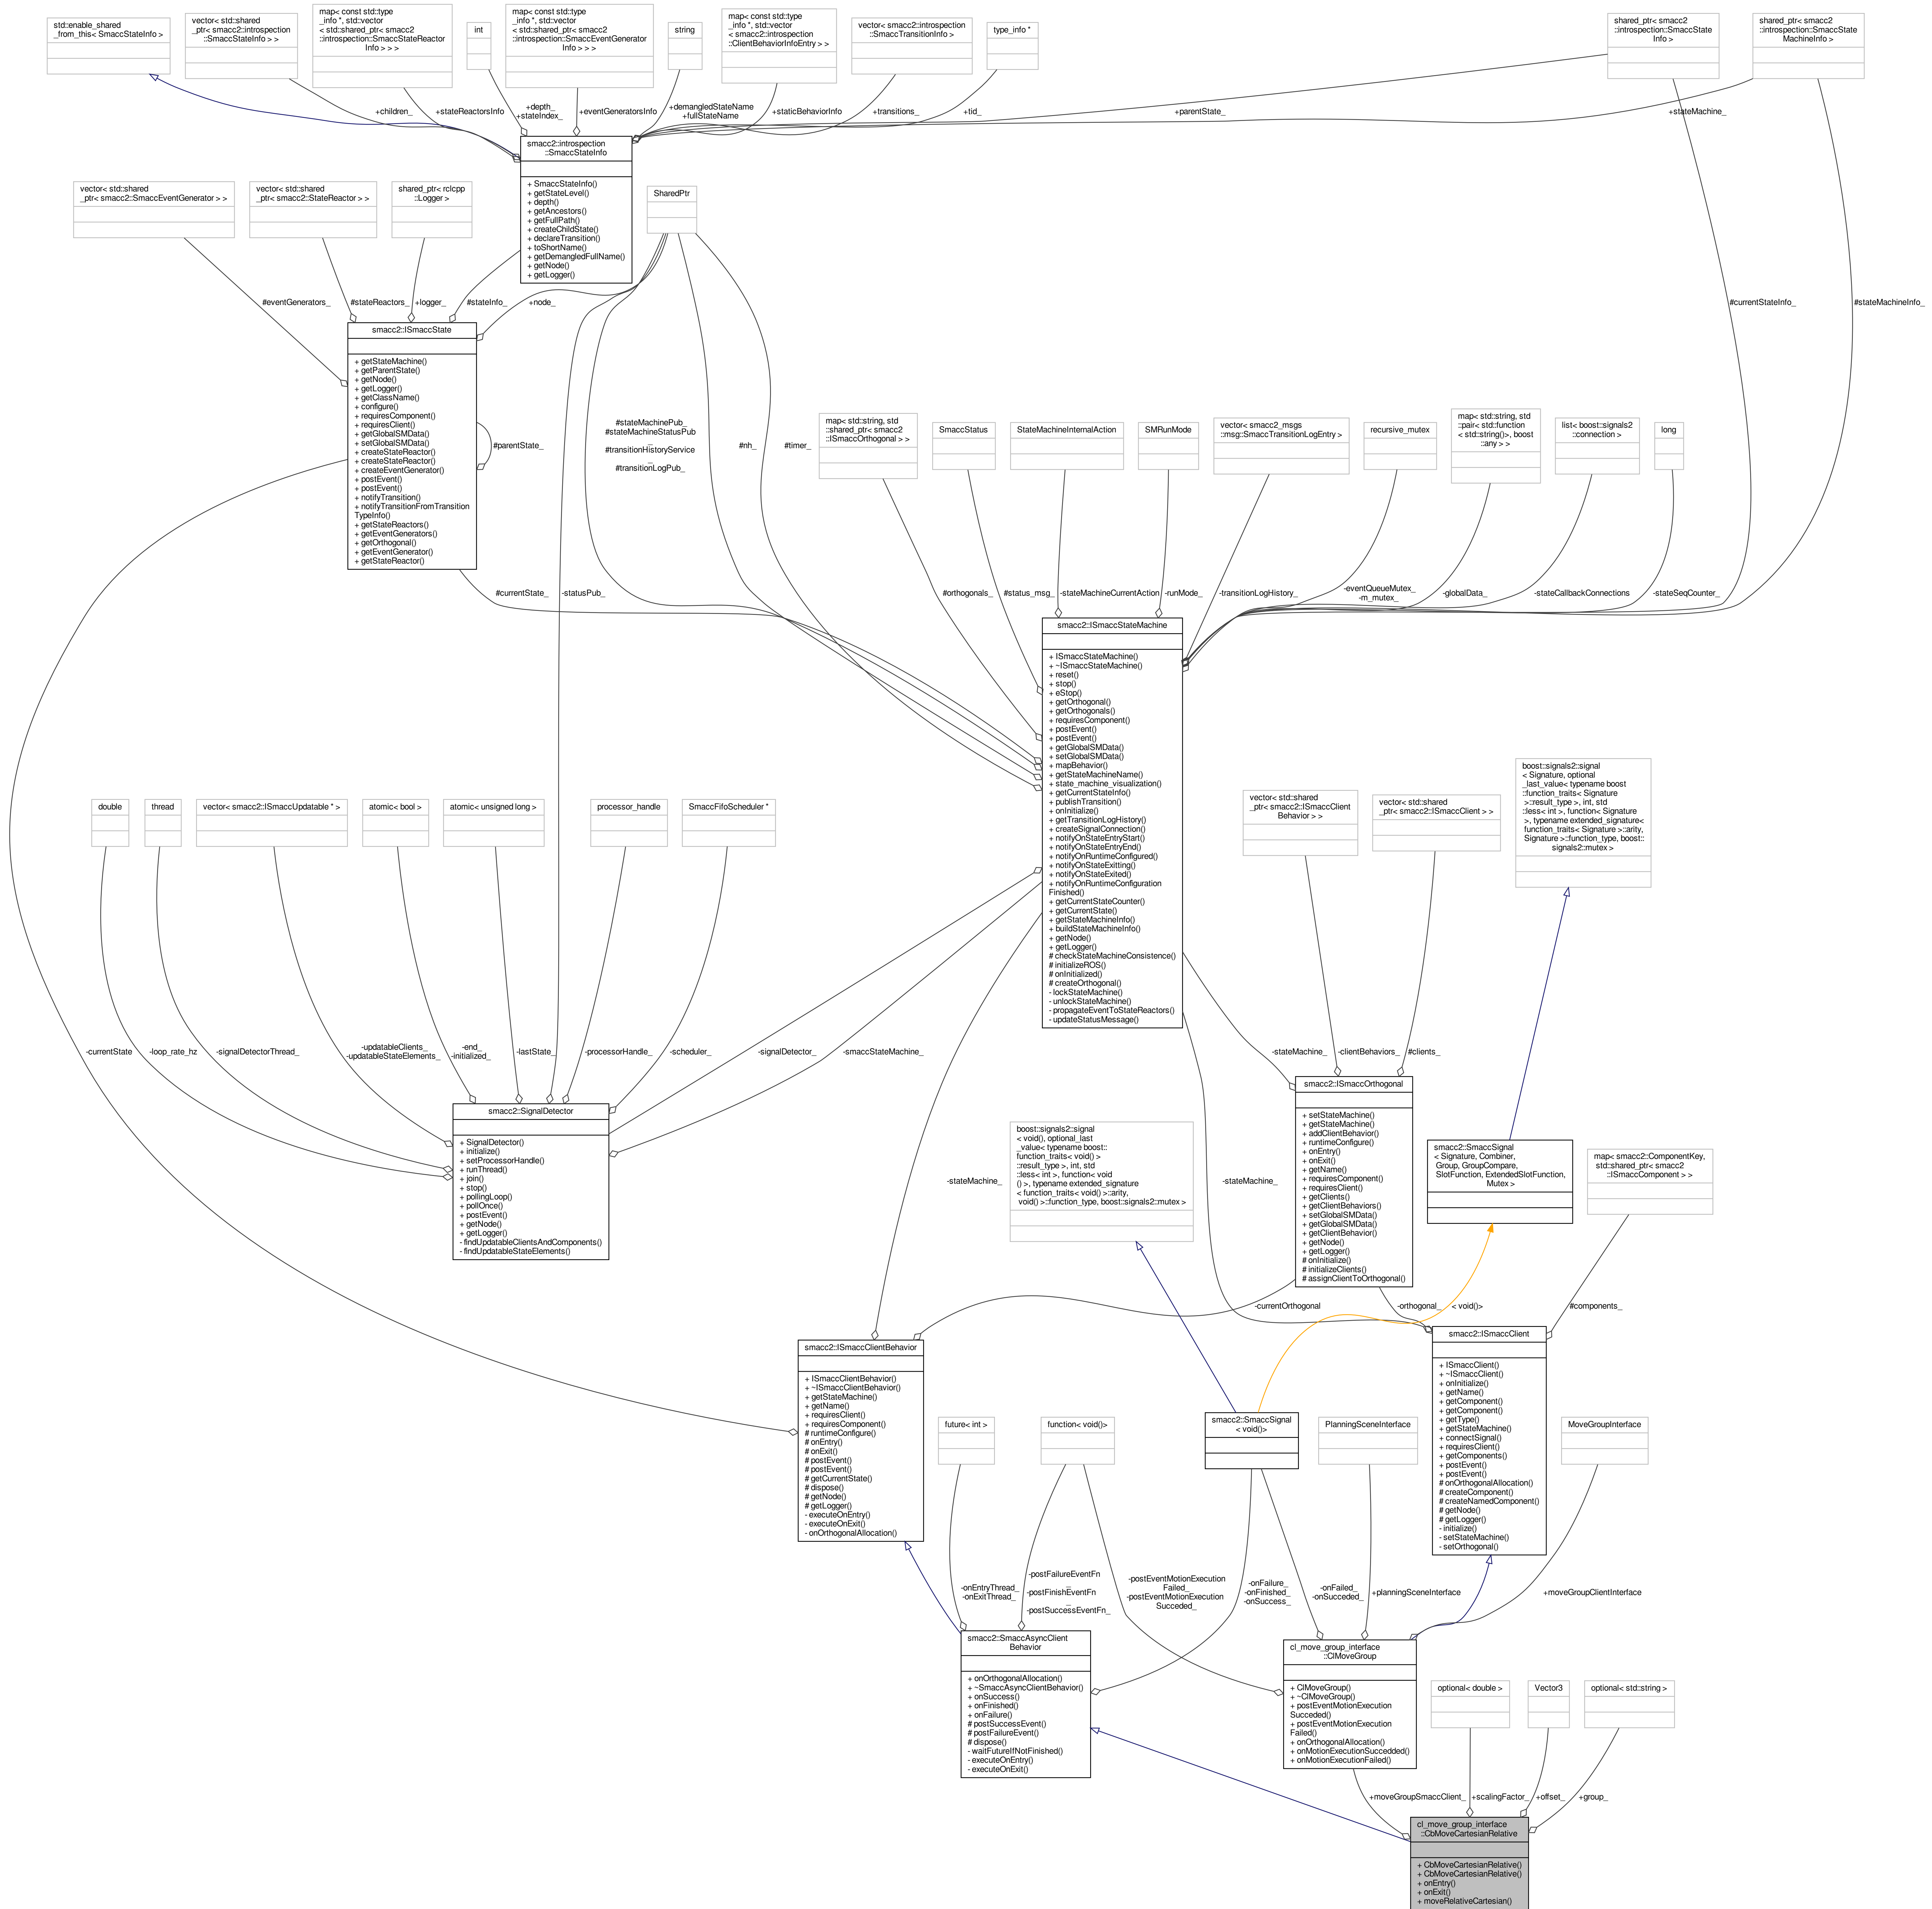 std::enable_shared
_from_this< SmaccStateInfo >
vector< std::shared
_ptr< smacc2::introspection
::SmaccStateInfo > >
map< const std::type
_info *, std::vector
< std::shared_ptr< smacc2
::introspection::SmaccStateReactor
Info > > >
int
map< const std::type
_info *, std::vector
< std::shared_ptr< smacc2
::introspection::SmaccEventGenerator
Info > > >
string
map< const std::type
_info *, std::vector
< smacc2::introspection
::ClientBehaviorInfoEntry > >
vector< smacc2::introspection
::SmaccTransitionInfo >
type_info *
shared_ptr< smacc2
::introspection::SmaccState
Info >
shared_ptr< smacc2
::introspection::SmaccState
MachineInfo >
+children_
+stateReactorsInfo
+depth_
+stateIndex_
+eventGeneratorsInfo
+demangledStateName
+fullStateName
+staticBehaviorInfo
+transitions_
+tid_
+parentState_
+stateMachine_
smacc2::introspection
::SmaccStateInfo
+ SmaccStateInfo()
+ getStateLevel()
+ depth()
+ getAncestors()
+ getFullPath()
+ createChildState()
+ declareTransition()
+ toShortName()
+ getDemangledFullName()
+ getNode()
+ getLogger()
vector< std::shared
_ptr< smacc2::SmaccEventGenerator > >
vector< std::shared
_ptr< smacc2::StateReactor > >
shared_ptr< rclcpp
::Logger >
SharedPtr
#eventGenerators_
#stateReactors_
+logger_
#stateInfo_
+node_
#currentStateInfo_
#stateMachineInfo_
smacc2::ISmaccState
+ getStateMachine()
+ getParentState()
+ getNode()
+ getLogger()
+ getClassName()
+ configure()
+ requiresComponent()
+ requiresClient()
+ getGlobalSMData()
+ setGlobalSMData()
+ createStateReactor()
+ createStateReactor()
+ createEventGenerator()
+ postEvent()
+ postEvent()
+ notifyTransition()
+ notifyTransitionFromTransition
TypeInfo()
+ getStateReactors()
+ getEventGenerators()
+ getOrthogonal()
+ getEventGenerator()
+ getStateReactor()
#parentState_
#stateMachinePub_
#stateMachineStatusPub
_
#transitionHistoryService
_
#transitionLogPub_
#nh_
#timer_
map< std::string, std
::shared_ptr< smacc2
::ISmaccOrthogonal > >
SmaccStatus
StateMachineInternalAction
SMRunMode
vector< smacc2_msgs
::msg::SmaccTransitionLogEntry >
recursive_mutex
map< std::string, std
::pair< std::function
< std::string()>, boost
::any > >
list< boost::signals2
::connection >
long
#currentState_
-statusPub_
#orthogonals_
#status_msg_
-stateMachineCurrentAction
-runMode_
-transitionLogHistory_
-eventQueueMutex_
-m_mutex_
-globalData_
-stateCallbackConnections
-stateSeqCounter_
smacc2::ISmaccStateMachine
+ ISmaccStateMachine()
+ ~ISmaccStateMachine()
+ reset()
+ stop()
+ eStop()
+ getOrthogonal()
+ getOrthogonals()
+ requiresComponent()
+ postEvent()
+ postEvent()
+ getGlobalSMData()
+ setGlobalSMData()
+ mapBehavior()
+ getStateMachineName()
+ state_machine_visualization()
+ getCurrentStateInfo()
+ publishTransition()
+ onInitialize()
+ getTransitionLogHistory()
+ createSignalConnection()
+ notifyOnStateEntryStart()
+ notifyOnStateEntryEnd()
+ notifyOnRuntimeConfigured()
+ notifyOnStateExitting()
+ notifyOnStateExited()
+ notifyOnRuntimeConfiguration
Finished()
+ getCurrentStateCounter()
+ getCurrentState()
+ getStateMachineInfo()
+ buildStateMachineInfo()
+ getNode()
+ getLogger()
# checkStateMachineConsistence()
# initializeROS()
# onInitialized()
# createOrthogonal()
- lockStateMachine()
- unlockStateMachine()
- propagateEventToStateReactors()
- updateStatusMessage()
double
thread
vector< smacc2::ISmaccUpdatable * >
atomic< bool >
atomic< unsigned long >
processor_handle
SmaccFifoScheduler *
vector< std::shared
_ptr< smacc2::ISmaccClient
Behavior > >
vector< std::shared
_ptr< smacc2::ISmaccClient > >
boost::signals2::signal
< Signature, optional
_last_value< typename boost
::function_traits< Signature
>::result_type >, int, std
::less< int >, function< Signature
>, typename extended_signature<
function_traits< Signature >::arity,
Signature >::function_type, boost::
signals2::mutex >
-currentState
-loop_rate_hz
-signalDetectorThread_
-updatableClients_
-updatableStateElements_
-end_
-initialized_
-lastState_
-processorHandle_
-scheduler_
-signalDetector_
-smaccStateMachine_
-stateMachine_
-clientBehaviors_
#clients_
smacc2::SignalDetector
+ SignalDetector()
+ initialize()
+ setProcessorHandle()
+ runThread()
+ join()
+ stop()
+ pollingLoop()
+ pollOnce()
+ postEvent()
+ getNode()
+ getLogger()
- findUpdatableClientsAndComponents()
- findUpdatableStateElements()
smacc2::ISmaccOrthogonal
+ setStateMachine()
+ getStateMachine()
+ addClientBehavior()
+ runtimeConfigure()
+ onEntry()
+ onExit()
+ getName()
+ requiresComponent()
+ requiresClient()
+ getClients()
+ getClientBehaviors()
+ setGlobalSMData()
+ getGlobalSMData()
+ getClientBehavior()
+ getNode()
+ getLogger()
# onInitialize()
# initializeClients()
# assignClientToOrthogonal()
boost::signals2::signal
< void(), optional_last
_value< typename boost::
function_traits< void() >
::result_type >, int, std
::less< int >, function< void
() >, typename extended_signature
< function_traits< void() >::arity,
void() >::function_type, boost::signals2::mutex >
smacc2::SmaccSignal
< Signature, Combiner,
Group, GroupCompare,
SlotFunction, ExtendedSlotFunction,
Mutex >
map< smacc2::ComponentKey,
std::shared_ptr< smacc2
::ISmaccComponent > >
-stateMachine_
-stateMachine_
-currentOrthogonal
-orthogonal_
< void()>
#components_
smacc2::ISmaccClientBehavior
+ ISmaccClientBehavior()
+ ~ISmaccClientBehavior()
+ getStateMachine()
+ getName()
+ requiresClient()
+ requiresComponent()
# runtimeConfigure()
# onEntry()
# onExit()
# postEvent()
# postEvent()
# getCurrentState()
# dispose()
# getNode()
# getLogger()
- executeOnEntry()
- executeOnExit()
- onOrthogonalAllocation()
smacc2::ISmaccClient
+ ISmaccClient()
+ ~ISmaccClient()
+ onInitialize()
+ getName()
+ getComponent()
+ getComponent()
+ getType()
+ getStateMachine()
+ connectSignal()
+ requiresClient()
+ getComponents()
+ postEvent()
+ postEvent()
# onOrthogonalAllocation()
# createComponent()
# createNamedComponent()
# getNode()
# getLogger()
- initialize()
- setStateMachine()
- setOrthogonal()
future< int >
function< void()>
smacc2::SmaccSignal
< void()>
PlanningSceneInterface
MoveGroupInterface
-onEntryThread_
-onExitThread_
-postFailureEventFn
_
-postFinishEventFn
_
-postSuccessEventFn_
-postEventMotionExecution
Failed_
-postEventMotionExecution
Succeded_
-onFailure_
-onFinished_
-onSuccess_
-onFailed_
-onSucceded_
+planningSceneInterface
+moveGroupClientInterface
smacc2::SmaccAsyncClient
Behavior
+ onOrthogonalAllocation()
+ ~SmaccAsyncClientBehavior()
+ onSuccess()
+ onFinished()
+ onFailure()
# postSuccessEvent()
# postFailureEvent()
# dispose()
- waitFutureIfNotFinished()
- executeOnEntry()
- executeOnExit()
cl_move_group_interface
::ClMoveGroup
+ ClMoveGroup()
+ ~ClMoveGroup()
+ postEventMotionExecution
Succeded()
+ postEventMotionExecution
Failed()
+ onOrthogonalAllocation()
+ onMotionExecutionSuccedded()
+ onMotionExecutionFailed()
optional< double >
Vector3
optional< std::string >
+moveGroupSmaccClient_
+scalingFactor_
+offset_
+group_
cl_move_group_interface
::CbMoveCartesianRelative
+ CbMoveCartesianRelative()
+ CbMoveCartesianRelative()
+ onEntry()
+ onExit()
+ moveRelativeCartesian()